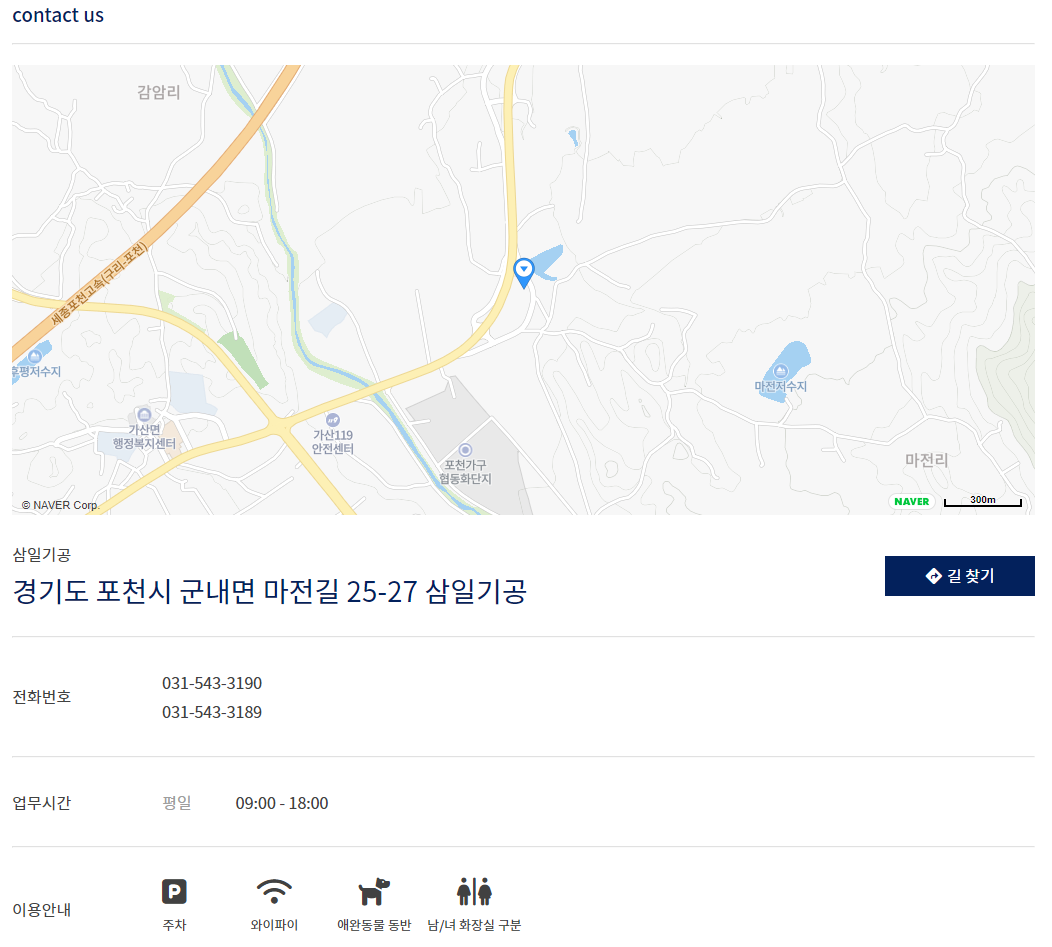 contact us
감암리
세종포천고속(구리-포천)
흥평저수지
가산면
행정복지센터
가산119
안전센터
포천가구
협동화단지
마전저수지
마전리
© NAVER Corp.
NAVER
300m
삼일기공
경기도 포천시 군내면 마전길 25-27 삼일기공
길 찾기
전화번호
031-543-3190
031-543-3189
업무시간
평일 09:00 - 18:00
이용안내
P
주차
와이파이
애완동물 동반
남/녀 화장실 구분